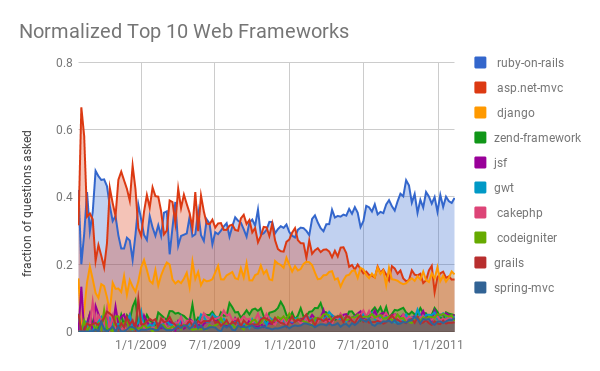 Normalized Top 10 Web Frameworks
fraction of questions asked
0.8
0.6
0.4
0.2
0
1/1/2009
7/1/2009
1/1/2010
7/1/2010
1/1/2011
ruby-on-rails
asp.net-mvc
django
zend-framework
jsf
gwt
cakephp
codeigniter
grails
spring-mvc